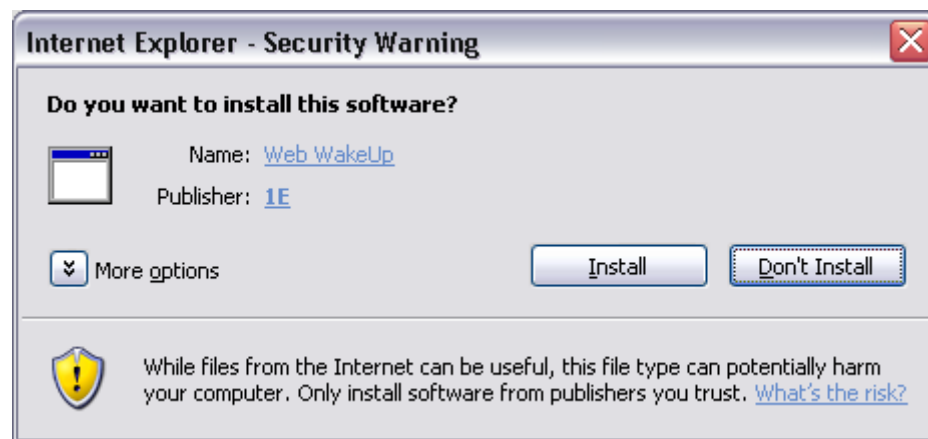 Internet Explorer - Security Warning
Do you want to install this software?
Name: Web WakeUp
Publisher: 1E
More options
Install
Don't Install
While files from the Internet can be useful, this file type can potentially harm
your computer. Only install software from publishers you trust. What's the risk?